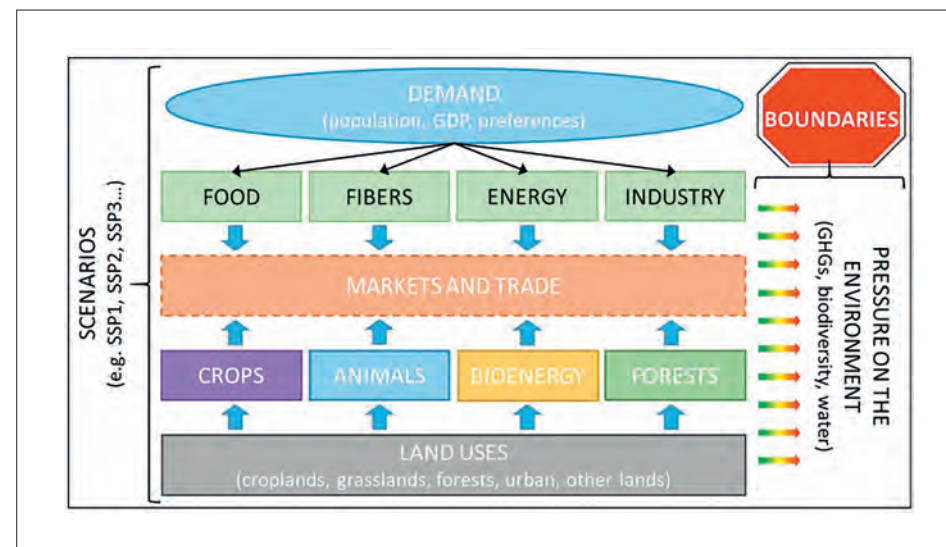 DEMAND
(population, GDP, preferences)
BOUNDARIES
FOOD
FIBERS
ENERGY
INDUSTRY
MARKETS AND TRADE
CROPS
ANIMALS
BIOENERGY
FORESTS
LAND USES
(croplands, grasslands, forests, urban, other lands)
SCENARIOS
(e.g. SSP1, SSP2, SSP3...)
PRESSURE ON THE
ENVIRONMENT
(GHGs, biodiversity, water)